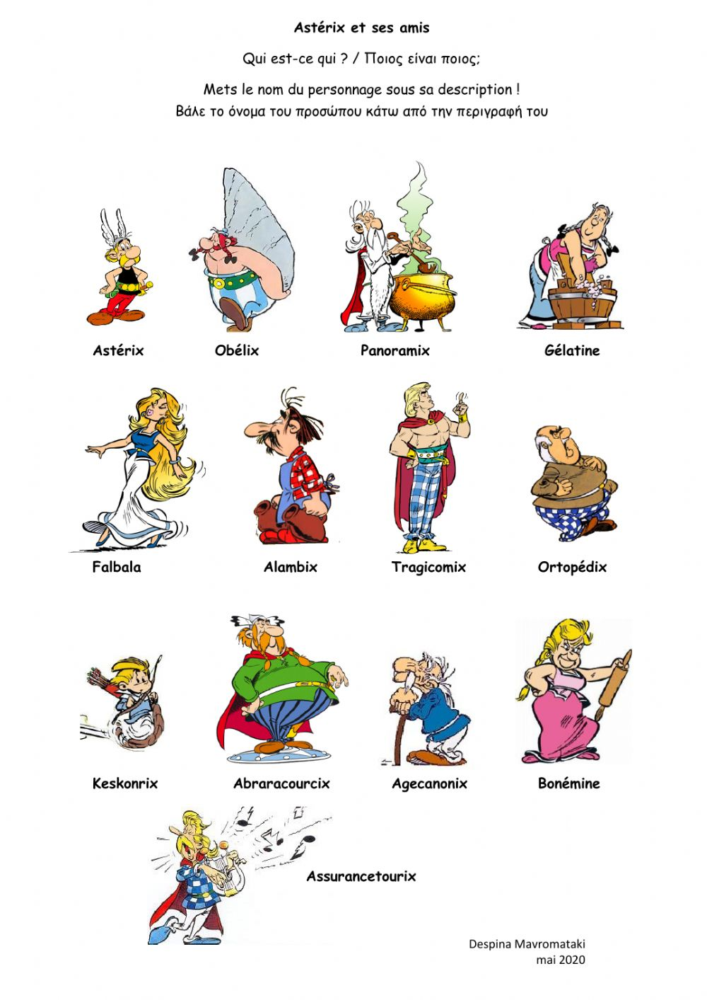 Astérix et ses amis
Qui est-ce qui ? / Ποιος είναι ποιος;
Mets le nom du personnage sous sa description !
Βάλε το όνομα του προσώπου κάτω από την περιγραφή του
Astérix Obélix Panoramix Gélatine
Falbala Alambix Tragicomix Ortopédix
Keskonrix Abraracourcix Agecanonix Bonémine
Assurancetourix
Despina Mavromataki
mai 2020